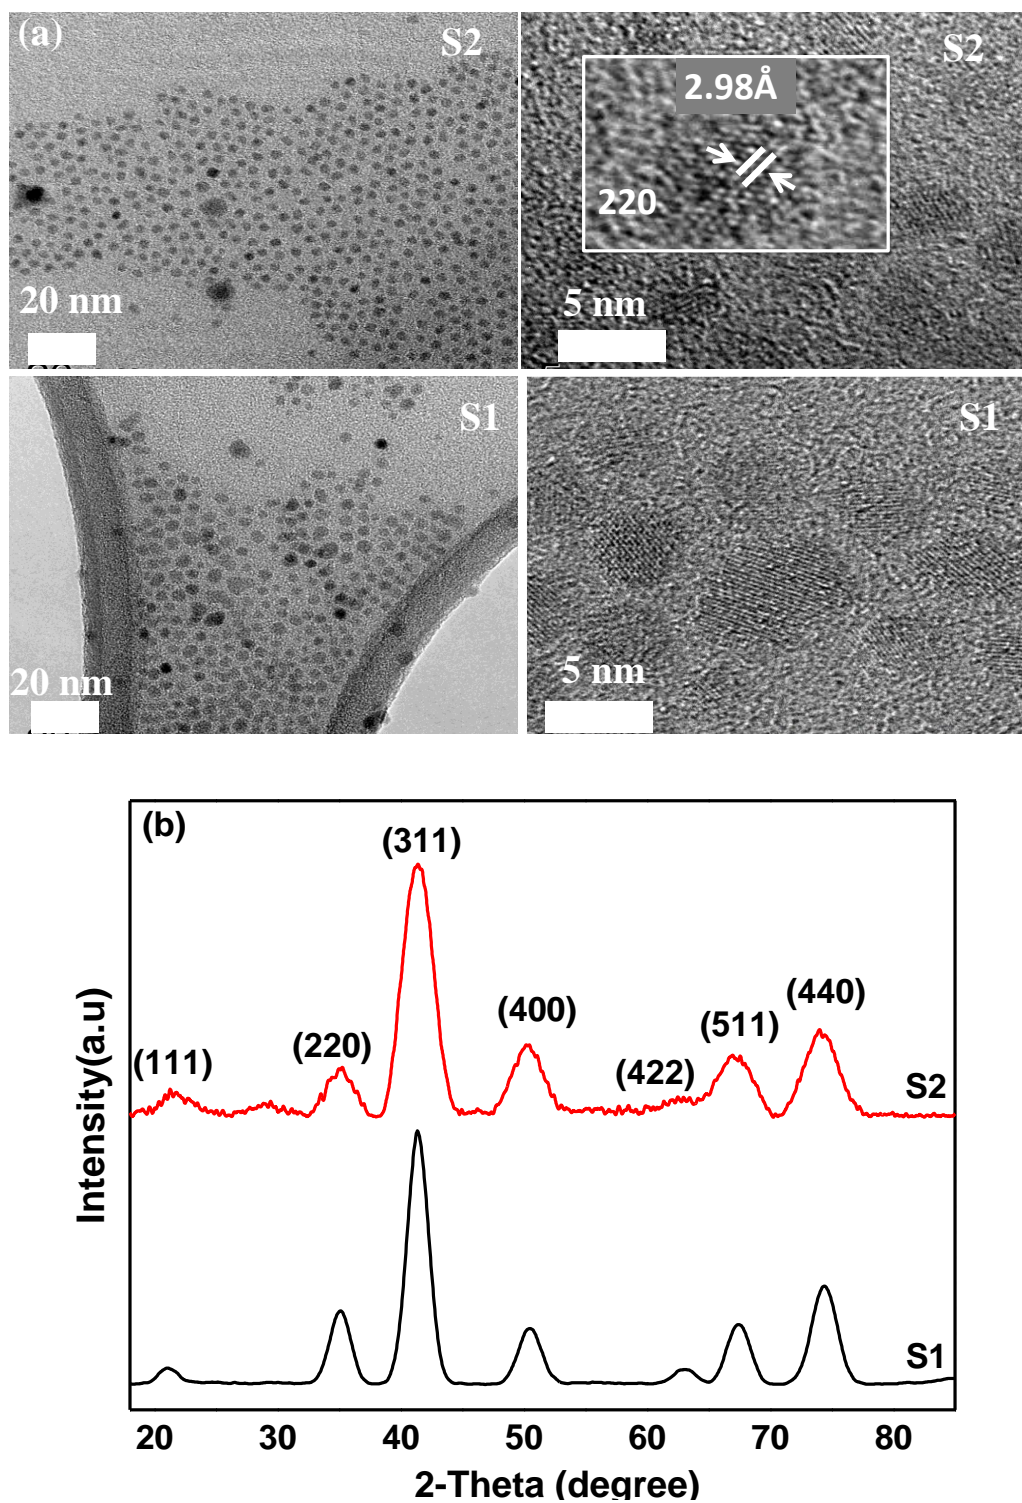 (a)
S2
20 nm
S2
2.98Å
220
5 nm
S1
20 nm
S1
5 nm
(b)
(311)
(440)
(400)
(511)
(220)
(111)
(422)
S2
S1
Intensity(a.u)
20 30 40 50 60 70 80
2-Theta (degree)